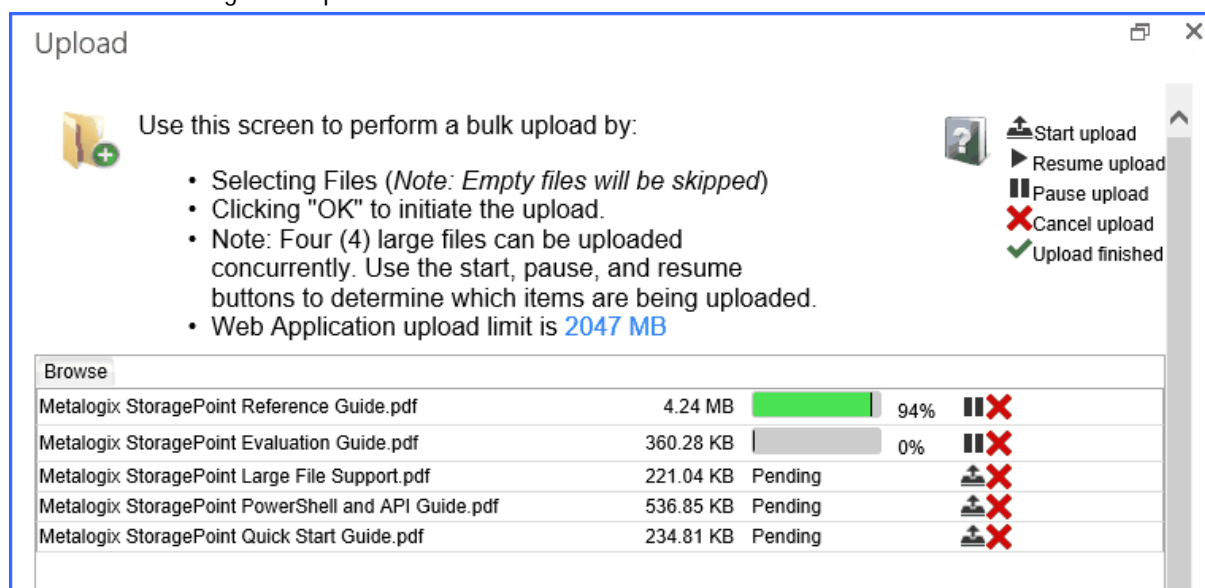 Upload
Use this screen to perform a bulk upload by:
• Selecting Files (Note: Empty files will be skipped)
• Clicking "OK" to initiate the upload.
• Note: Four (4) large files can be uploaded
concurrently. Use the start, pause, and resume
buttons to determine which items are being uploaded.
• Web Application upload limit is 2047 MB
Start upload
Resume upload
Pause upload
Cancel upload
Upload finished
Browse
Metalogix StoragePoint Reference Guide.pdf 4.24 MB 94%
Metalogix StoragePoint Evaluation Guide.pdf 360.28 KB 0%
Metalogix StoragePoint Large File Support.pdf 221.04 KB Pending
Metalogix StoragePoint PowerShell and API Guide.pdf 536.85 KB Pending
Metalogix StoragePoint Quick Start Guide.pdf 234.81 KB Pending